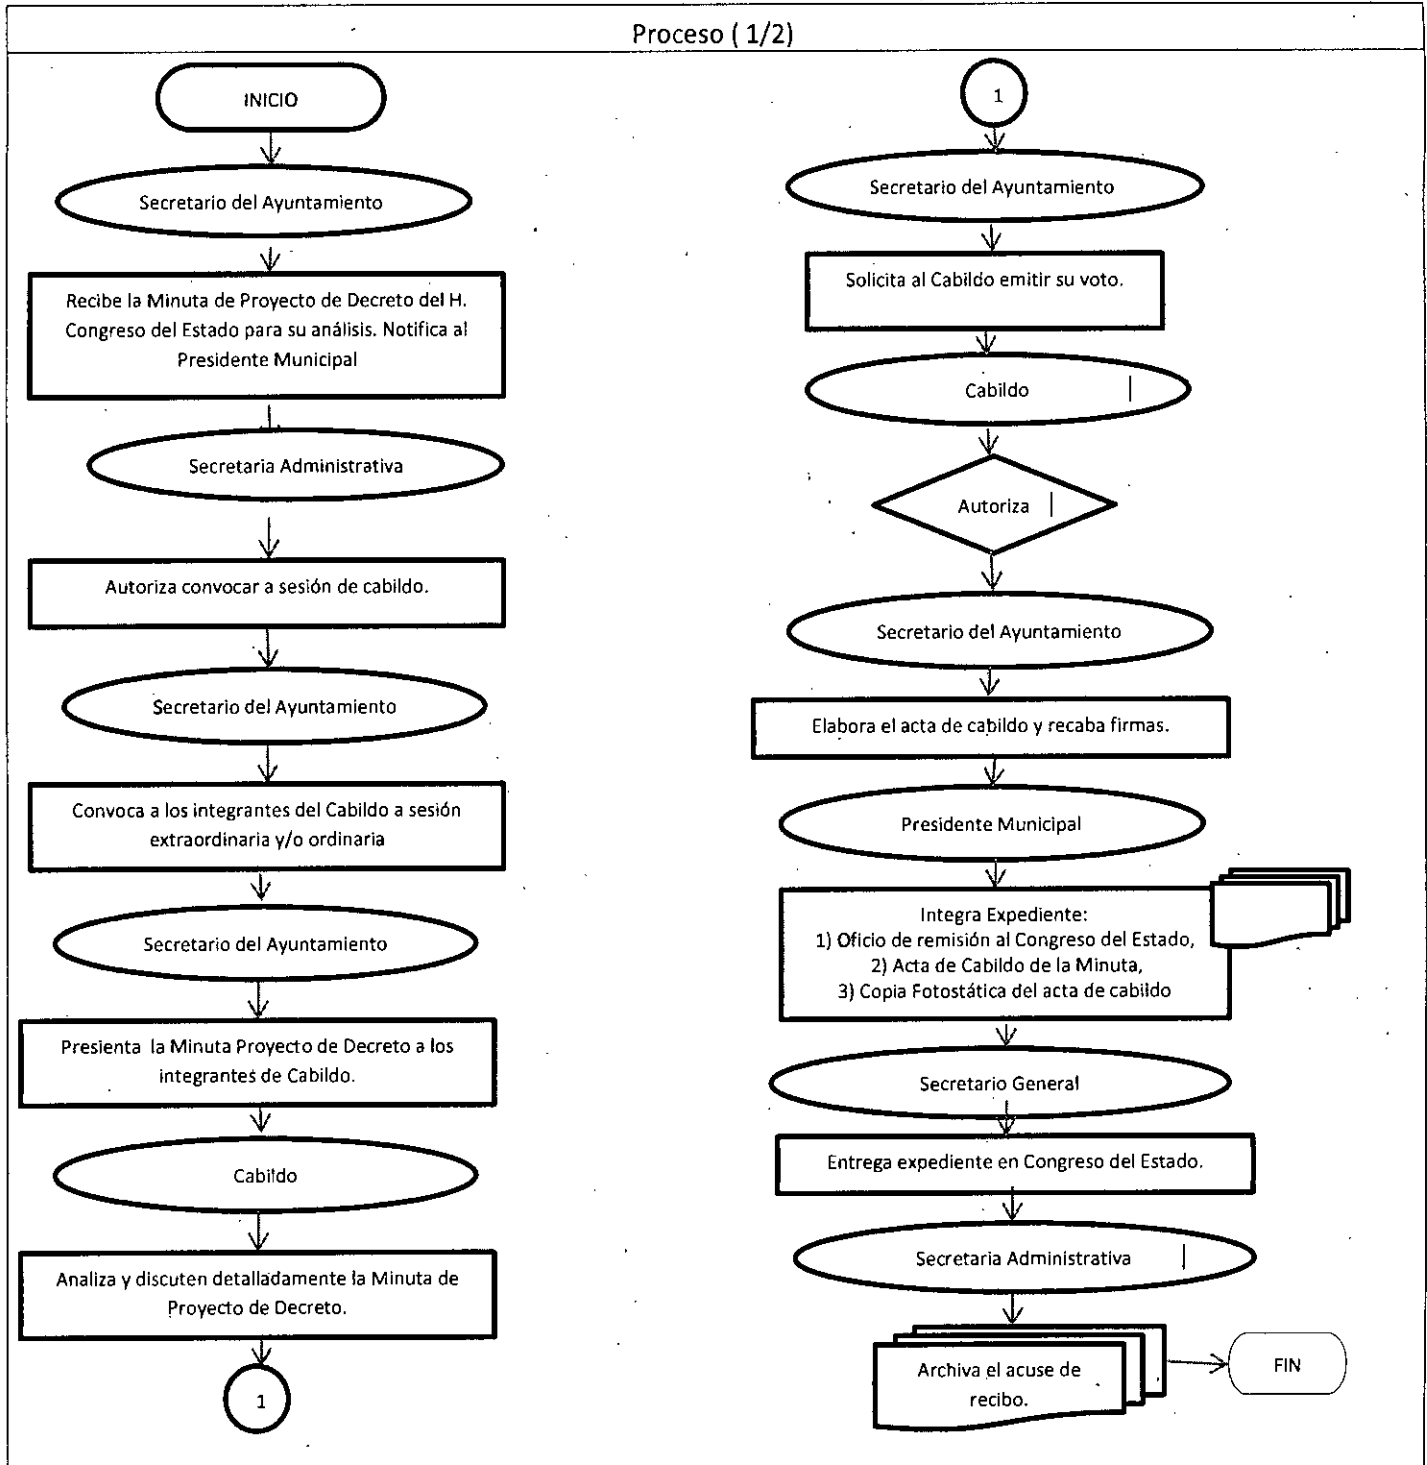 Proceso ( 1/2)
INICIO
Secretario del Ayuntamiento
Recibe la Minuta de Proyecto de Decreto del H.
Congreso del Estado para su análisis. Notifica al
Presidente Municipal
Secretaria Administrativa
Autoriza convocar a sesión de cabildo.
Secretario del Ayuntamiento
Convoca a los integrantes del Cabildo a sesión
extraordinaria y/o ordinaria
Secretario del Ayuntamiento
Presienta la Minuta Proyecto de Decreto a los
integrantes de Cabildo.
Cabildo
Analiza y discuten detalladamente la Minuta de
Proyecto de Decreto.
1
1
Secretario del Ayuntamiento
Solicita al Cabildo emitir su voto.
Cabildo
Autoriza
Secretario del Ayuntamiento
Elabora el acta de cabildo y recaba firmas.
Presidente Municipal
Integra Expediente:
1) Oficio de remisión al Congreso del Estado,
2) Acta de Cabildo de la Minuta,
3) Copia Fotostática del acta de cabildo
Secretario General
Entrega expediente en Congreso del Estado.
Secretaria Administrativa
Archiva el acuse de
recibo.
FIN